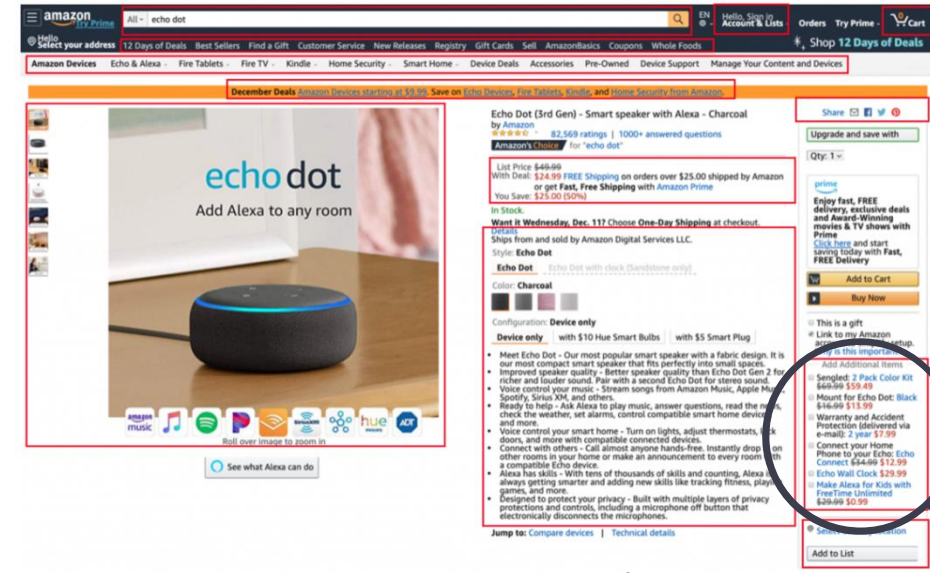 amazon
Try Prime
All
echo dot
EN
Hello, Sign in
Account & Lists
Orders Try Prime
0
Cart
Hello
Select your address
12 Days of Deals Best Sellers Find a Gift Customer Service New Releases Registry Gift Cards Sell AmazonBasics Coupons Whole Foods
Shop 12 Days of Deals
Amazon Devices Echo & Alexa Fire Tablets Fire TV Kindle Home Security Smart Home Device Deals Accessories Pre-Owned Device Support Manage Your Content and Devices
December Deals Amazon Devices starting at $9.99. Save on Echo Devices, Fire Tablets, Kindle, and Home Security from Amazon.
echo dot
Add Alexa to any room
amazon music
SiriusXM
hue
ADT
Roll over image to zoom in
See what Alexa can do
Echo Dot (3rd Gen) - Smart speaker with Alexa - Charcoal
by Amazon
82,569 ratings | 1000+ answered questions
Amazon's Choice for "echo dot"
List Price $49.99
With Deal: $24.99 FREE Shipping on orders over $25.00 shipped by Amazon
or get Fast, Free Shipping with Amazon Prime
You Save: $25.00 (50%)
In Stock.
Want it Wednesday, Dec. 11? Choose One-Day Shipping at checkout.
Details
Ships from and sold by Amazon Digital Services LLC.
Style: Echo Dot
Echo Dot Echo Dot with clock (Sandstone only)
Color: Charcoal
Configuration: Device only
Device only with $10 Hue Smart Bulbs with $5 Smart Plug
• Meet Echo Dot - Our most popular smart speaker with a fabric design. It is
our most compact smart speaker that fits perfectly into small spaces.
• Improved speaker quality - Better speaker quality than Echo Dot Gen 2 for
richer and louder sound. Pair with a second Echo Dot for stereo sound.
• Voice control your music - Stream songs from Amazon Music, Apple Music,
Spotify, Sirius XM, and others.
• Ready to help - Ask Alexa to play music, answer questions, read the news,
check the weather, set alarms, control compatible smart home devices,
and more.
• Voice control your smart home - Turn on lights, adjust thermostats, lock
doors, and more with compatible connected devices.
• Connect with others - Call almost anyone hands-free. Instantly drop in on
other rooms in your home or make an announcement to every room with
a compatible Echo device.
• Alexa has skills - With tens of thousands of skills and counting, Alexa is
always getting smarter and adding new skills like tracking fitness, playing
games, and more.
• Designed to protect your privacy - Built with multiple layers of privacy
protections and controls, including a microphone off button that
electronically disconnects the microphones.
Jump to: Compare devices | Technical details
Share
Upgrade and save with
Qty: 1
prime
Enjoy fast, FREE
delivery, exclusive deals
and Award-Winning
movies & TV shows with
Prime
Click here and start
saving today with Fast,
FREE Delivery
Add to Cart
Buy Now
This is a gift
Link to my Amazon
setup.
is this important
Add Additional Items
Sengled: 2 Pack Color Kit
$69.99 $59.49
Mount for Echo Dot: Black
$16.99 $13.99
Warranty and Accident
Protection (delivered via
e-mail): 2 year $7.99
Connect your Home
Phone to your Echo: Echo
Connect $34.99 $12.99
Echo Wall Clock $29.99
Make Alexa for Kids with
FreeTime Unlimited
$29.99 $0.99
Select
Add to List